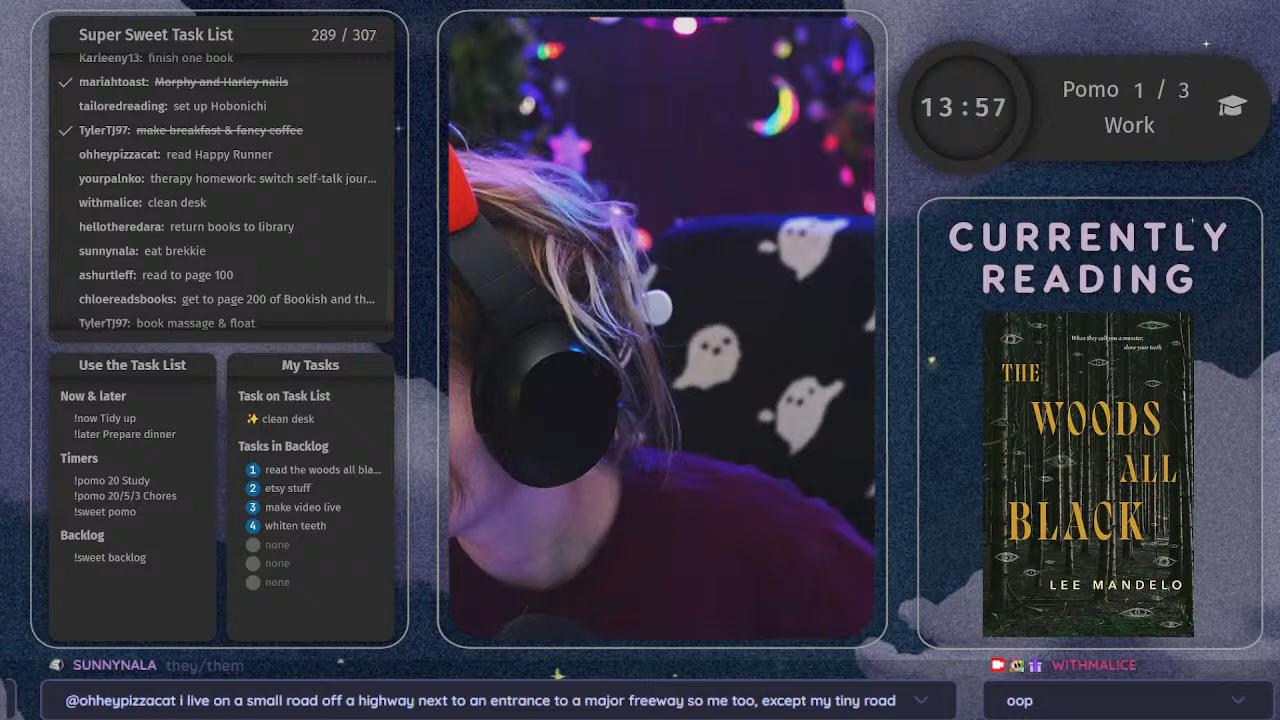 Super Sweet Task List 289 / 307
Karleeny13: finish one book
mariahtoast: Morphy and Harley nails
tailoredreading: set up Hobonichi
TylerTJ97: make breakfast & fancy coffee
ohheypizzacat: read Happy Runner
yourpalnko: therapy homework: switch self-talk jour...
withmalice: clean desk
hellotheredara: return books to library
sunnynala: eat brekkie
ashurtleff: read to page 100
chloereadsbooks: get to page 200 of Bookish and th...
TylerTJ97: book massage & float
Use the Task List
Now & later
!now Tidy up
!later Prepare dinner
Timers
!pomo 20 Study
!pomo 20/5/3 Chores
!sweet pomo
Backlog
!sweet backlog
My Tasks
Task on Task List
✨ clean desk
Tasks in Backlog
1 read the woods all bla...
2 etsy stuff
3 make video live
4 whiten teeth
none
none
none
13:57
Pomo 1 / 3
Work
CURRENTLY
READING
When they call you a monster,
show your teeth
THE
WOODS
ALL
BLACK
LEE MANDELO
SUNNYNALA they/them
@ohheypizzacat i live on a small road off a highway next to an entrance to a major freeway so me too, except my tiny road
WITHMALICE
oop